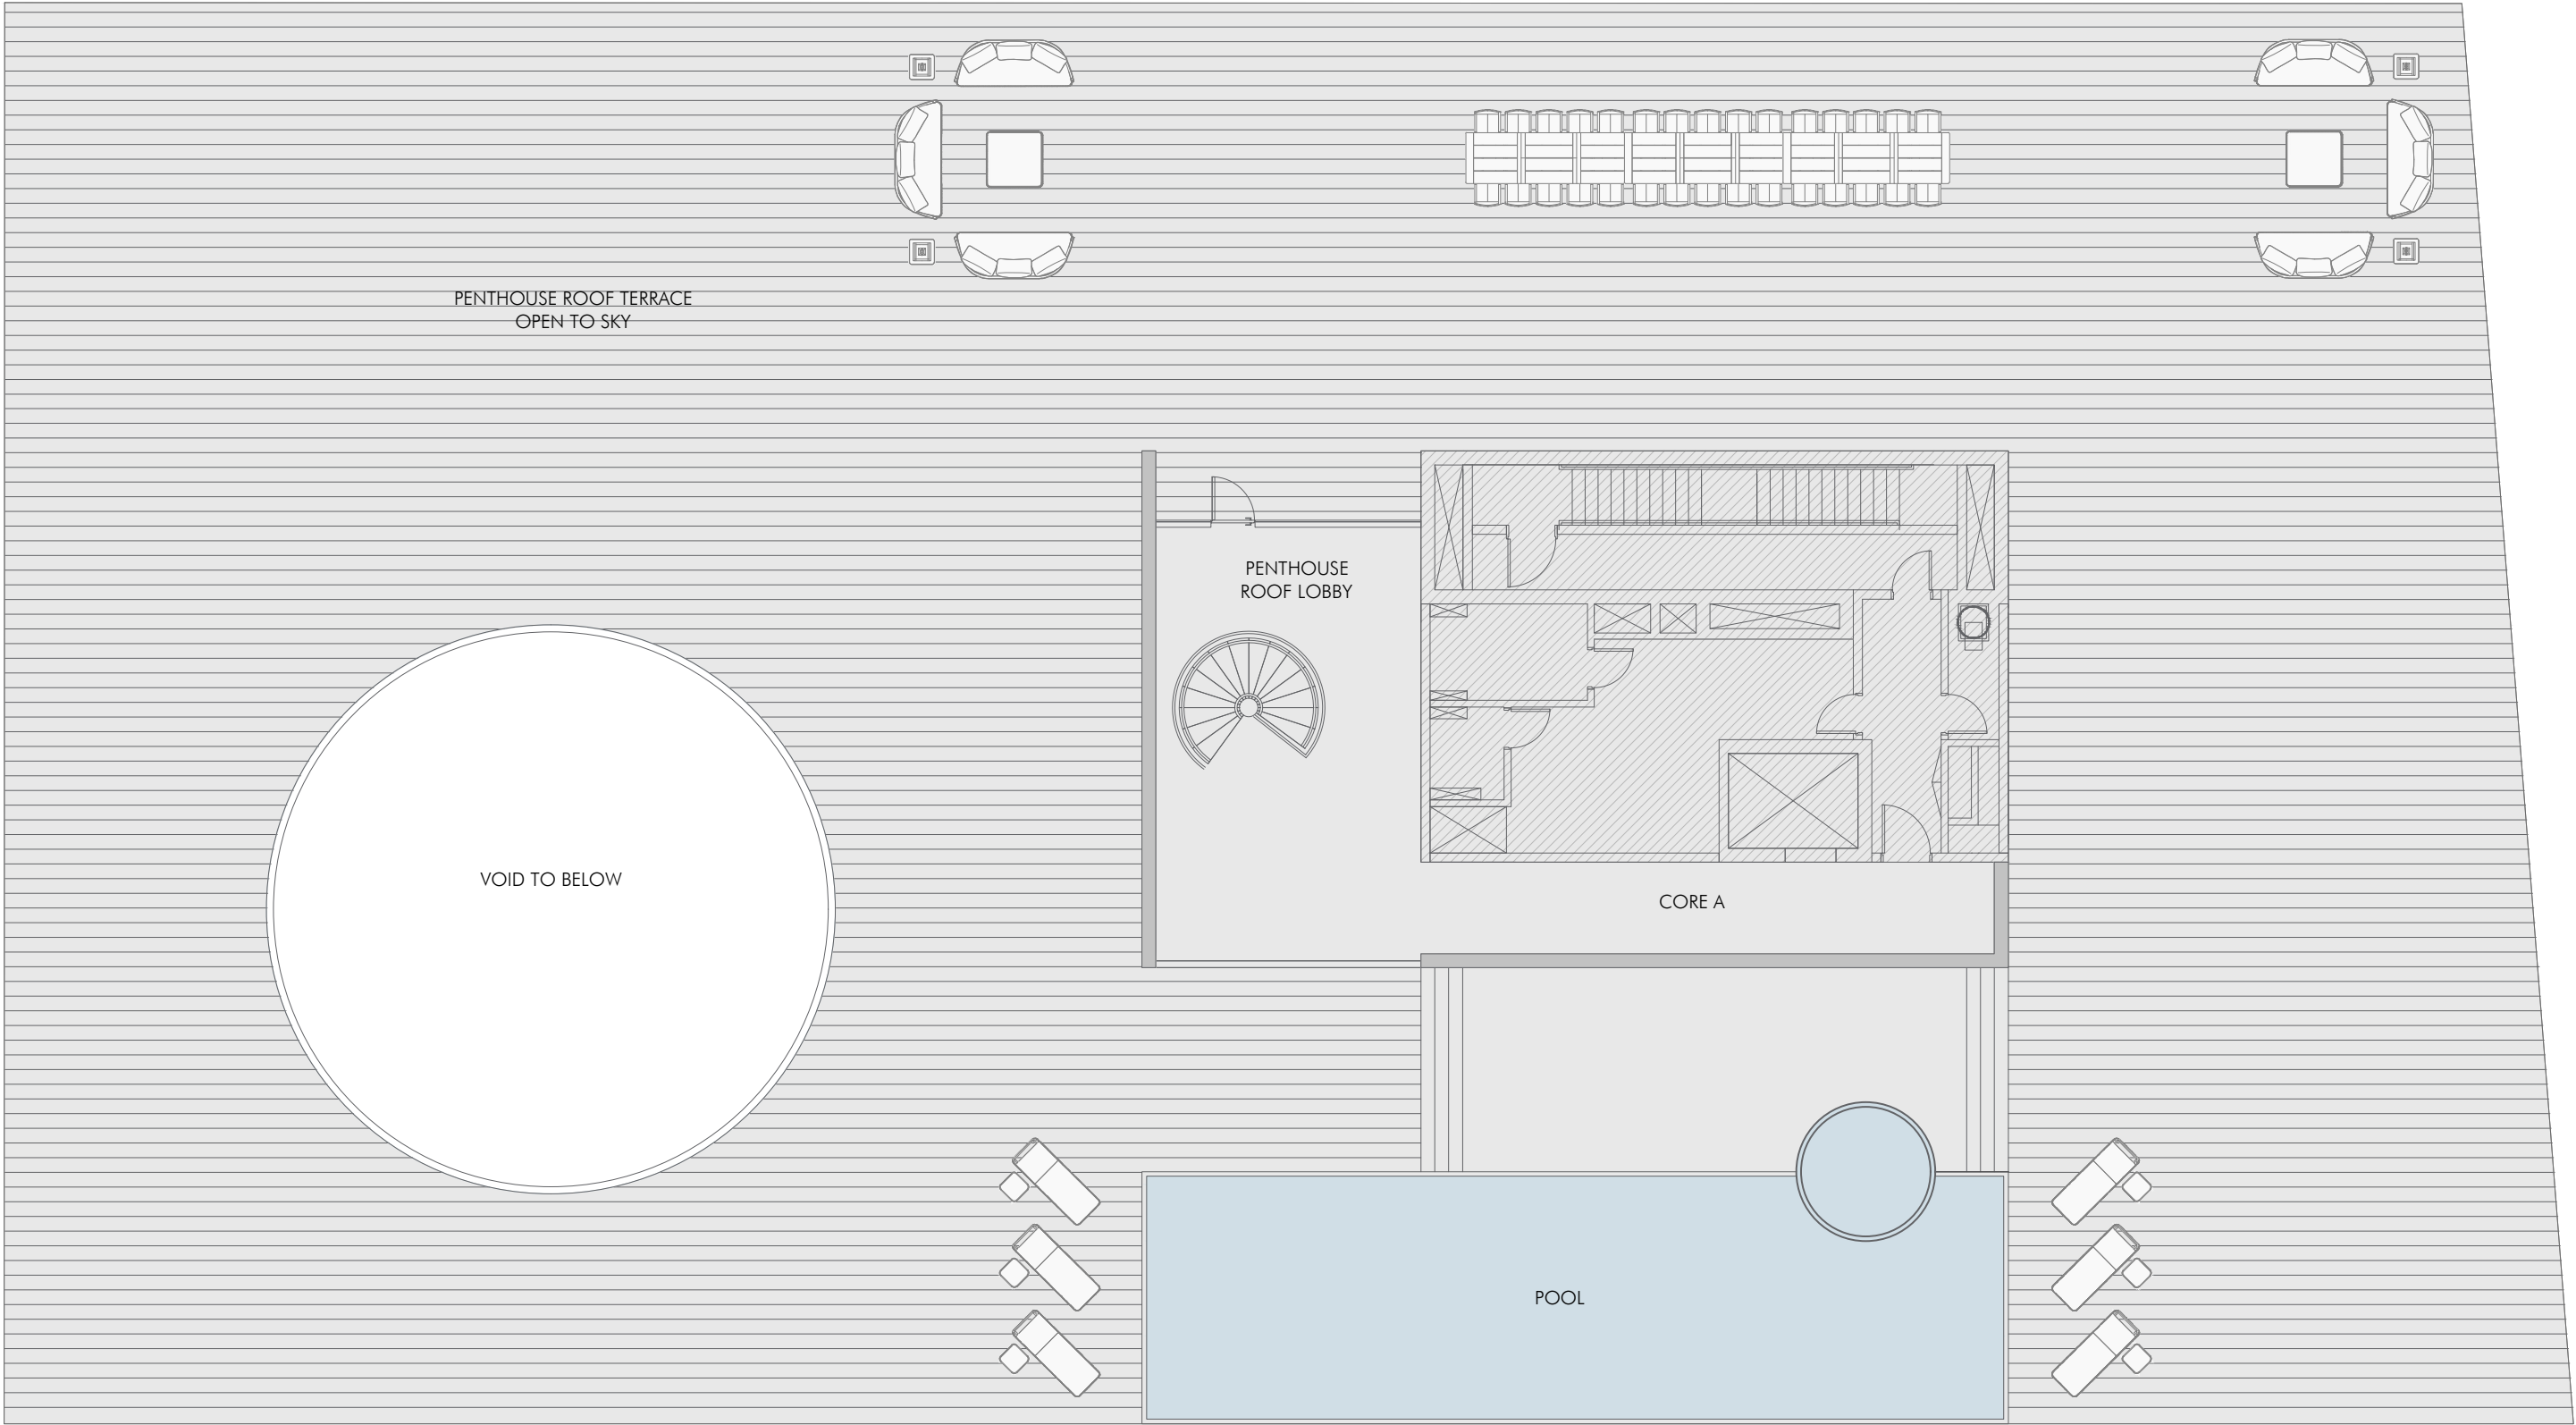 PENTHOUSE ROOF TERRACE
OPEN TO SKY
PENTHOUSE
ROOF LOBBY
VOID TO BELOW
CORE A
POOL